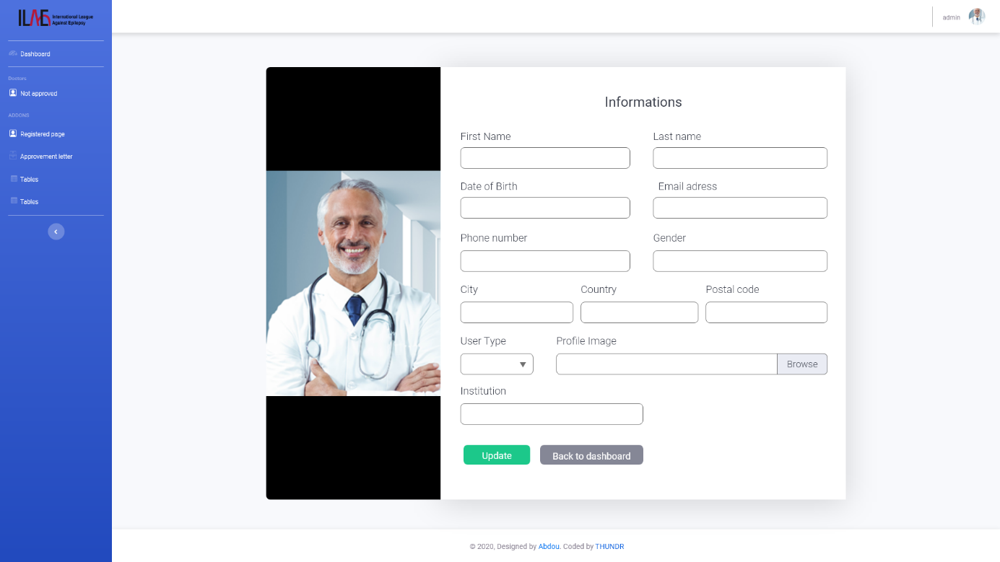 ILAE International League
Against Epilepsy
admin
Dashboard
Doctors
Not approved
ADDONS
Registered page
Approvement letter
Tables
Tables
Informations
First Name
Last name
Date of Birth
Email adress
Phone number
Gender
City
Country
Postal code
User Type
Profile Image
Browse
Institution
Update
Back to dashboard
© 2020, Designed by Abdou. Coded by THUNDR